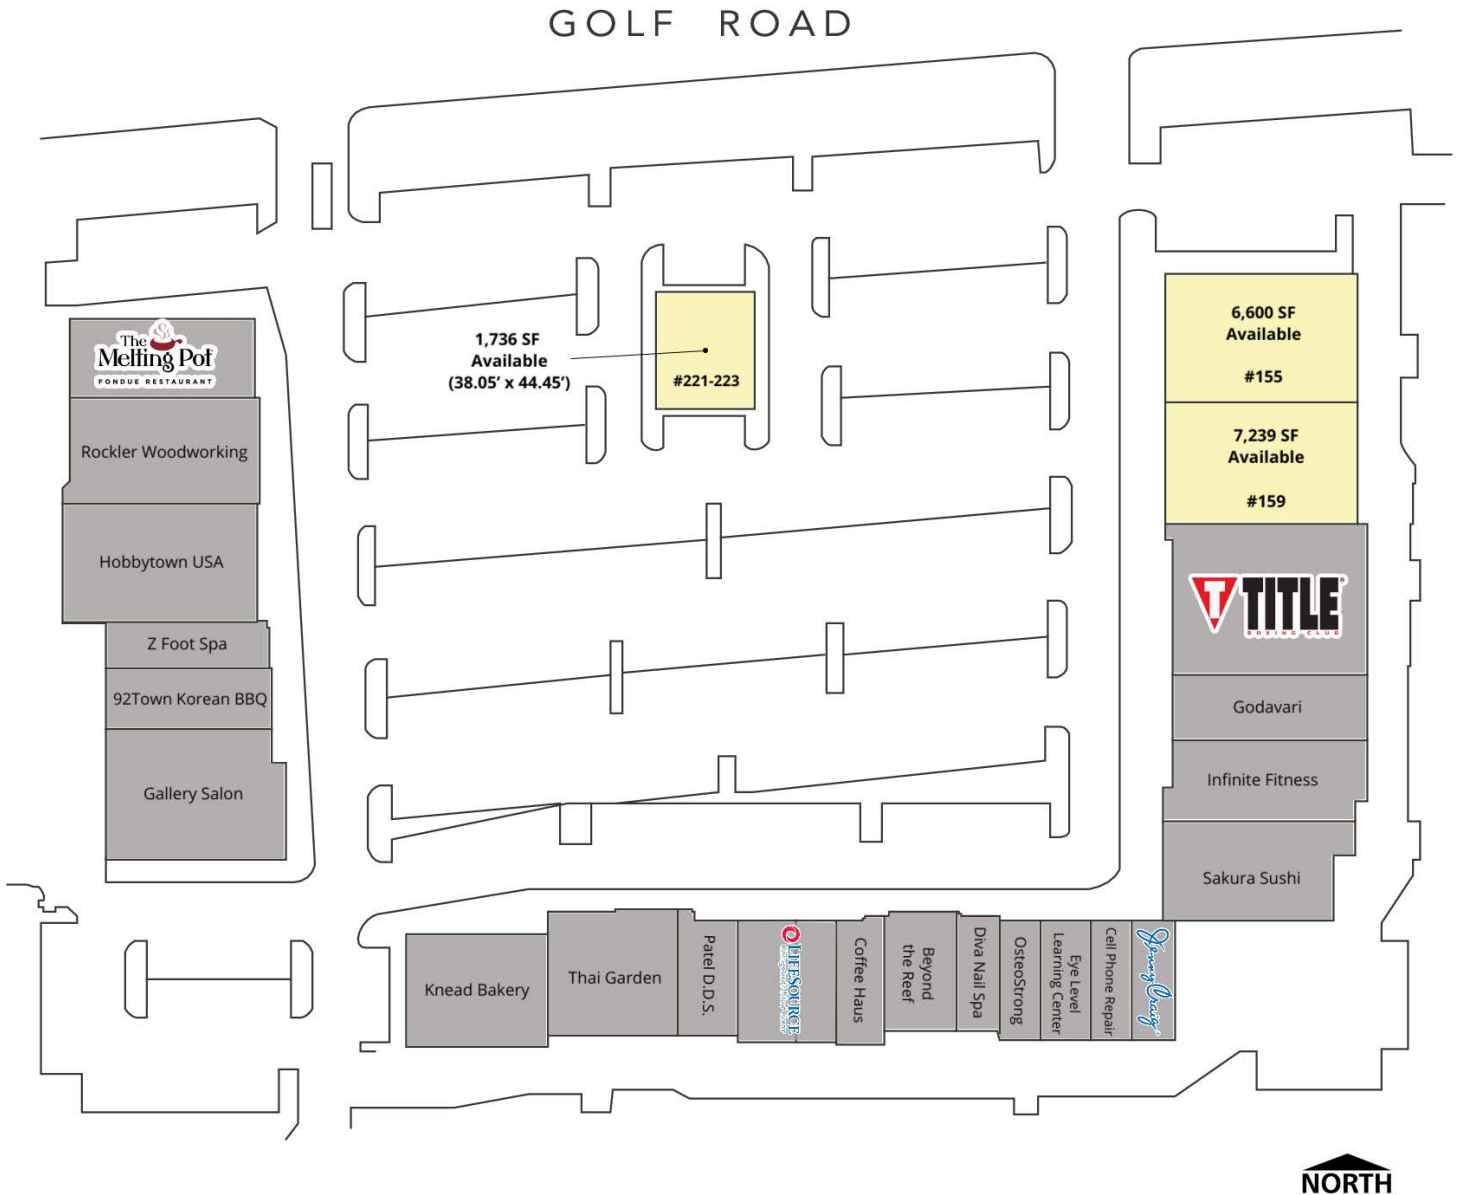 GOLF ROAD
The
Melting Pot
FONDUE RESTAURANT
Rockler Woodworking
Hobbytown USA
Z Foot Spa
92Town Korean BBQ
Gallery Salon
1,736 SF
Available
(38.05' x 44.45')
#221-223
6,600 SF
Available
#155
7,239 SF
Available
#159
T TITLE
BOXING CLUB
Godavari
Infinite Fitness
Sakura Sushi
Knead Bakery
Thai Garden
Patel D.D.S.
LIFESOURCE
Coffee Haus
Beyond
the Reef
Diva Nail Spa
OsteoStrong
Eye Level
Learning Center
Cell Phone Repair
Jenny Craig
NORTH